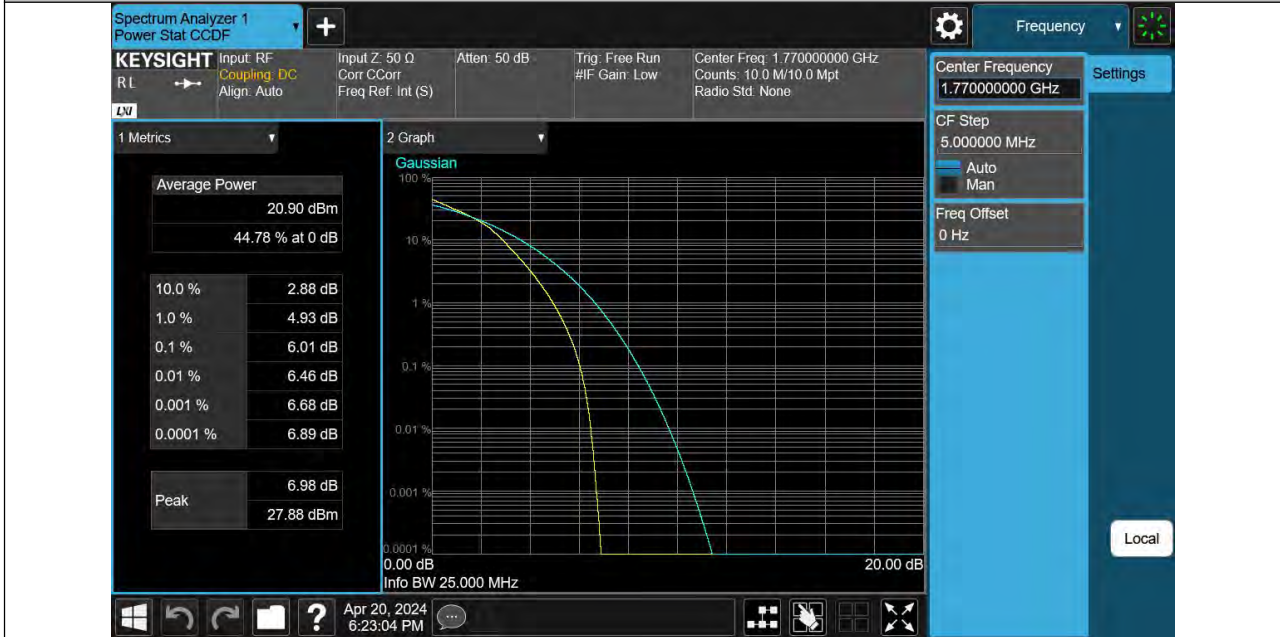 Spectrum Analyzer 1
Power Stat CCDF
Frequency
KEYSIGHT
RL
LXI
Input: RF
Coupling: DC
Align: Auto
Input Z: 50 Ω
Corr CCorr
Freq Ref: Int (S)
Atten: 50 dB
Trig: Free Run
#IF Gain: Low
Center Freq: 1.770000000 GHz
Counts: 10.0 M/10.0 Mpt
Radio Std: None
Center Frequency
1.770000000 GHz
Settings
CF Step
5.000000 MHz
Auto
Man
Freq Offset
0 Hz
1 Metrics
Average Power
20.90 dBm
44.78 % at 0 dB
10.0 % 2.88 dB
1.0 % 4.93 dB
0.1 % 6.01 dB
0.01 % 6.46 dB
0.001 % 6.68 dB
0.0001 % 6.89 dB
Peak 6.98 dB
27.88 dBm
2 Graph
Gaussian
100 %
10 %
1 %
0.1 %
0.01 %
0.001 %
0.0001 %
0.00 dB 20.00 dB
Info BW 25.000 MHz
Local
?
Apr 20, 2024
6:23:04 PM